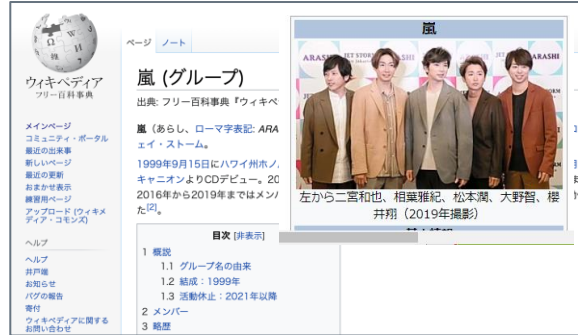 ウィキペディア
フリー百科事典
メインページ
コミュニティ・ポータル
最近の出来事
新しいページ
最近の更新
おまかせ表示
練習用ページ
アップロード (ウィキメ
ディア・コモンズ)
ヘルプ
ヘルプ
井戸端
お知らせ
バグの報告
寄付
ウィキペディアに関する
お問い合わせ
ページ ノート
嵐 (グループ)
出典: フリー百科事典『ウィキペ
嵐（あらし、ローマ字表記: ARA
ェイ・ストーム。
1999年9月15日にハワイ州ホノ
キャニオンよりCDデビュー。20
2016年から2019年まではメンバ
た[2]。
目次 [非表示]
1 概説
1.1 グループ名の由来
1.2 結成：1999年
1.3 活動休止：2021年以降
2 メンバー
3 略歴
嵐
ARASHI JET STORM ARASHI
左から二宮和也、相葉雅紀、松本潤、大野智、櫻
井翔（2019年撮影）